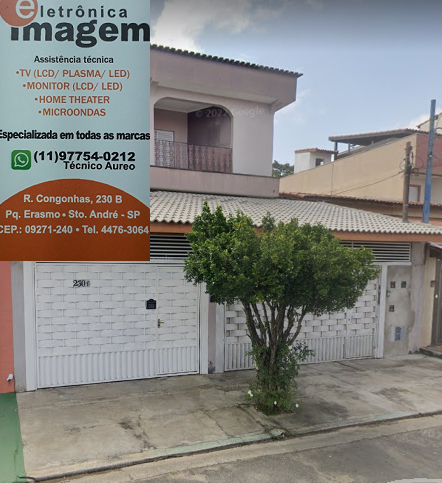 eletrônica
imagem
Assistência técnica
•TV (LCD/ PLASMA/ LED)
•MONITOR (LCD/ LED)
•HOME THEATER
•MICROONDAS
Especializada em todas as marcas
(11)97754-0212
Técnico Aureo
R. Congonhas, 230 B
Pq. Erasmo • Sto. André - SP
CEP.: 09271-240 • Tel. 4476-3064